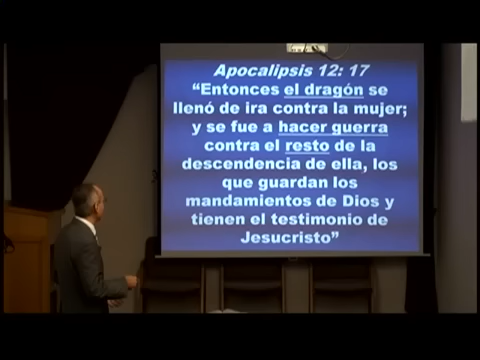 Apocalipsis 12: 17
“Entonces el dragón se
llenó de ira contra la mujer;
y se fue a hacer guerra
contra el resto de la
descendencia de ella, los
que guardan los
mandamientos de Dios y
tienen el testimonio de
Jesucristo”